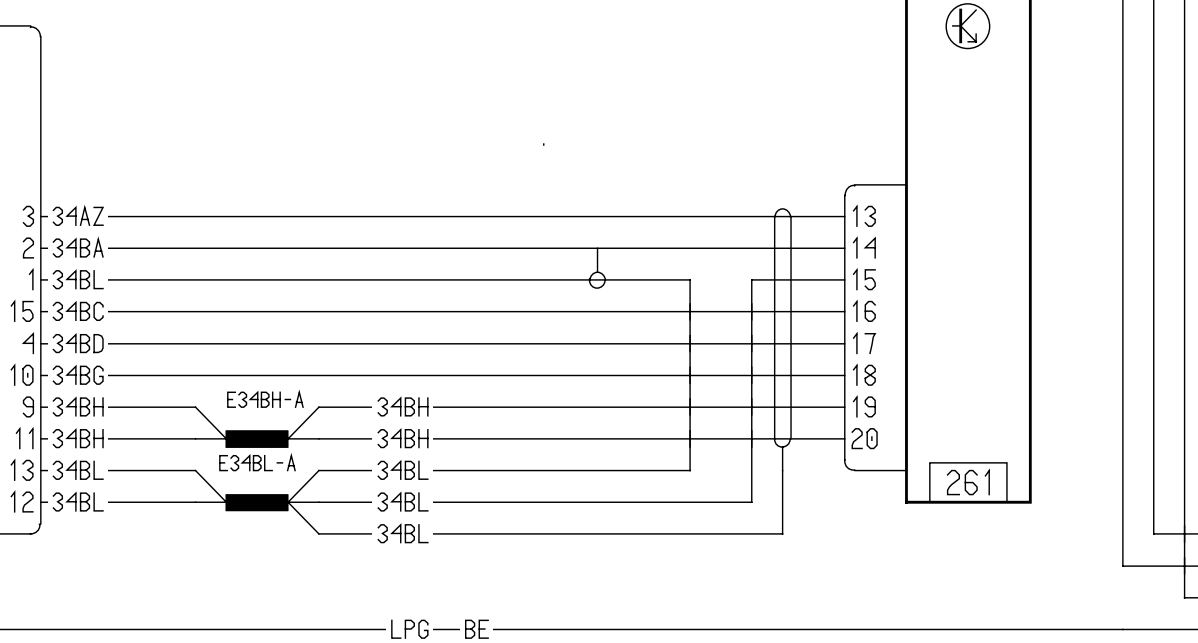 3 34AZ 13
2 34BA 14
1 34BL 15
15 34BC 16
4 34BD 17
10 34BG 18
E34BH-A
9 34BH 34BH 19
11 34BH 34BH 20
E34BL-A
13 34BL 34BL
261
12 34BL 34BL
34BL
LPG BE